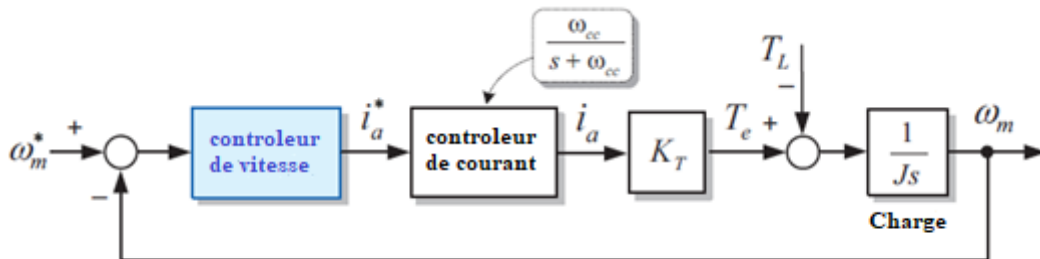 ω_cc
s + ω_cc
T_L
−
ω*_m
+
−
controleur
de vitesse
i*_a
controleur
de courant
i_a
K_T
T_e
+
1
Js
ω_m
Charge